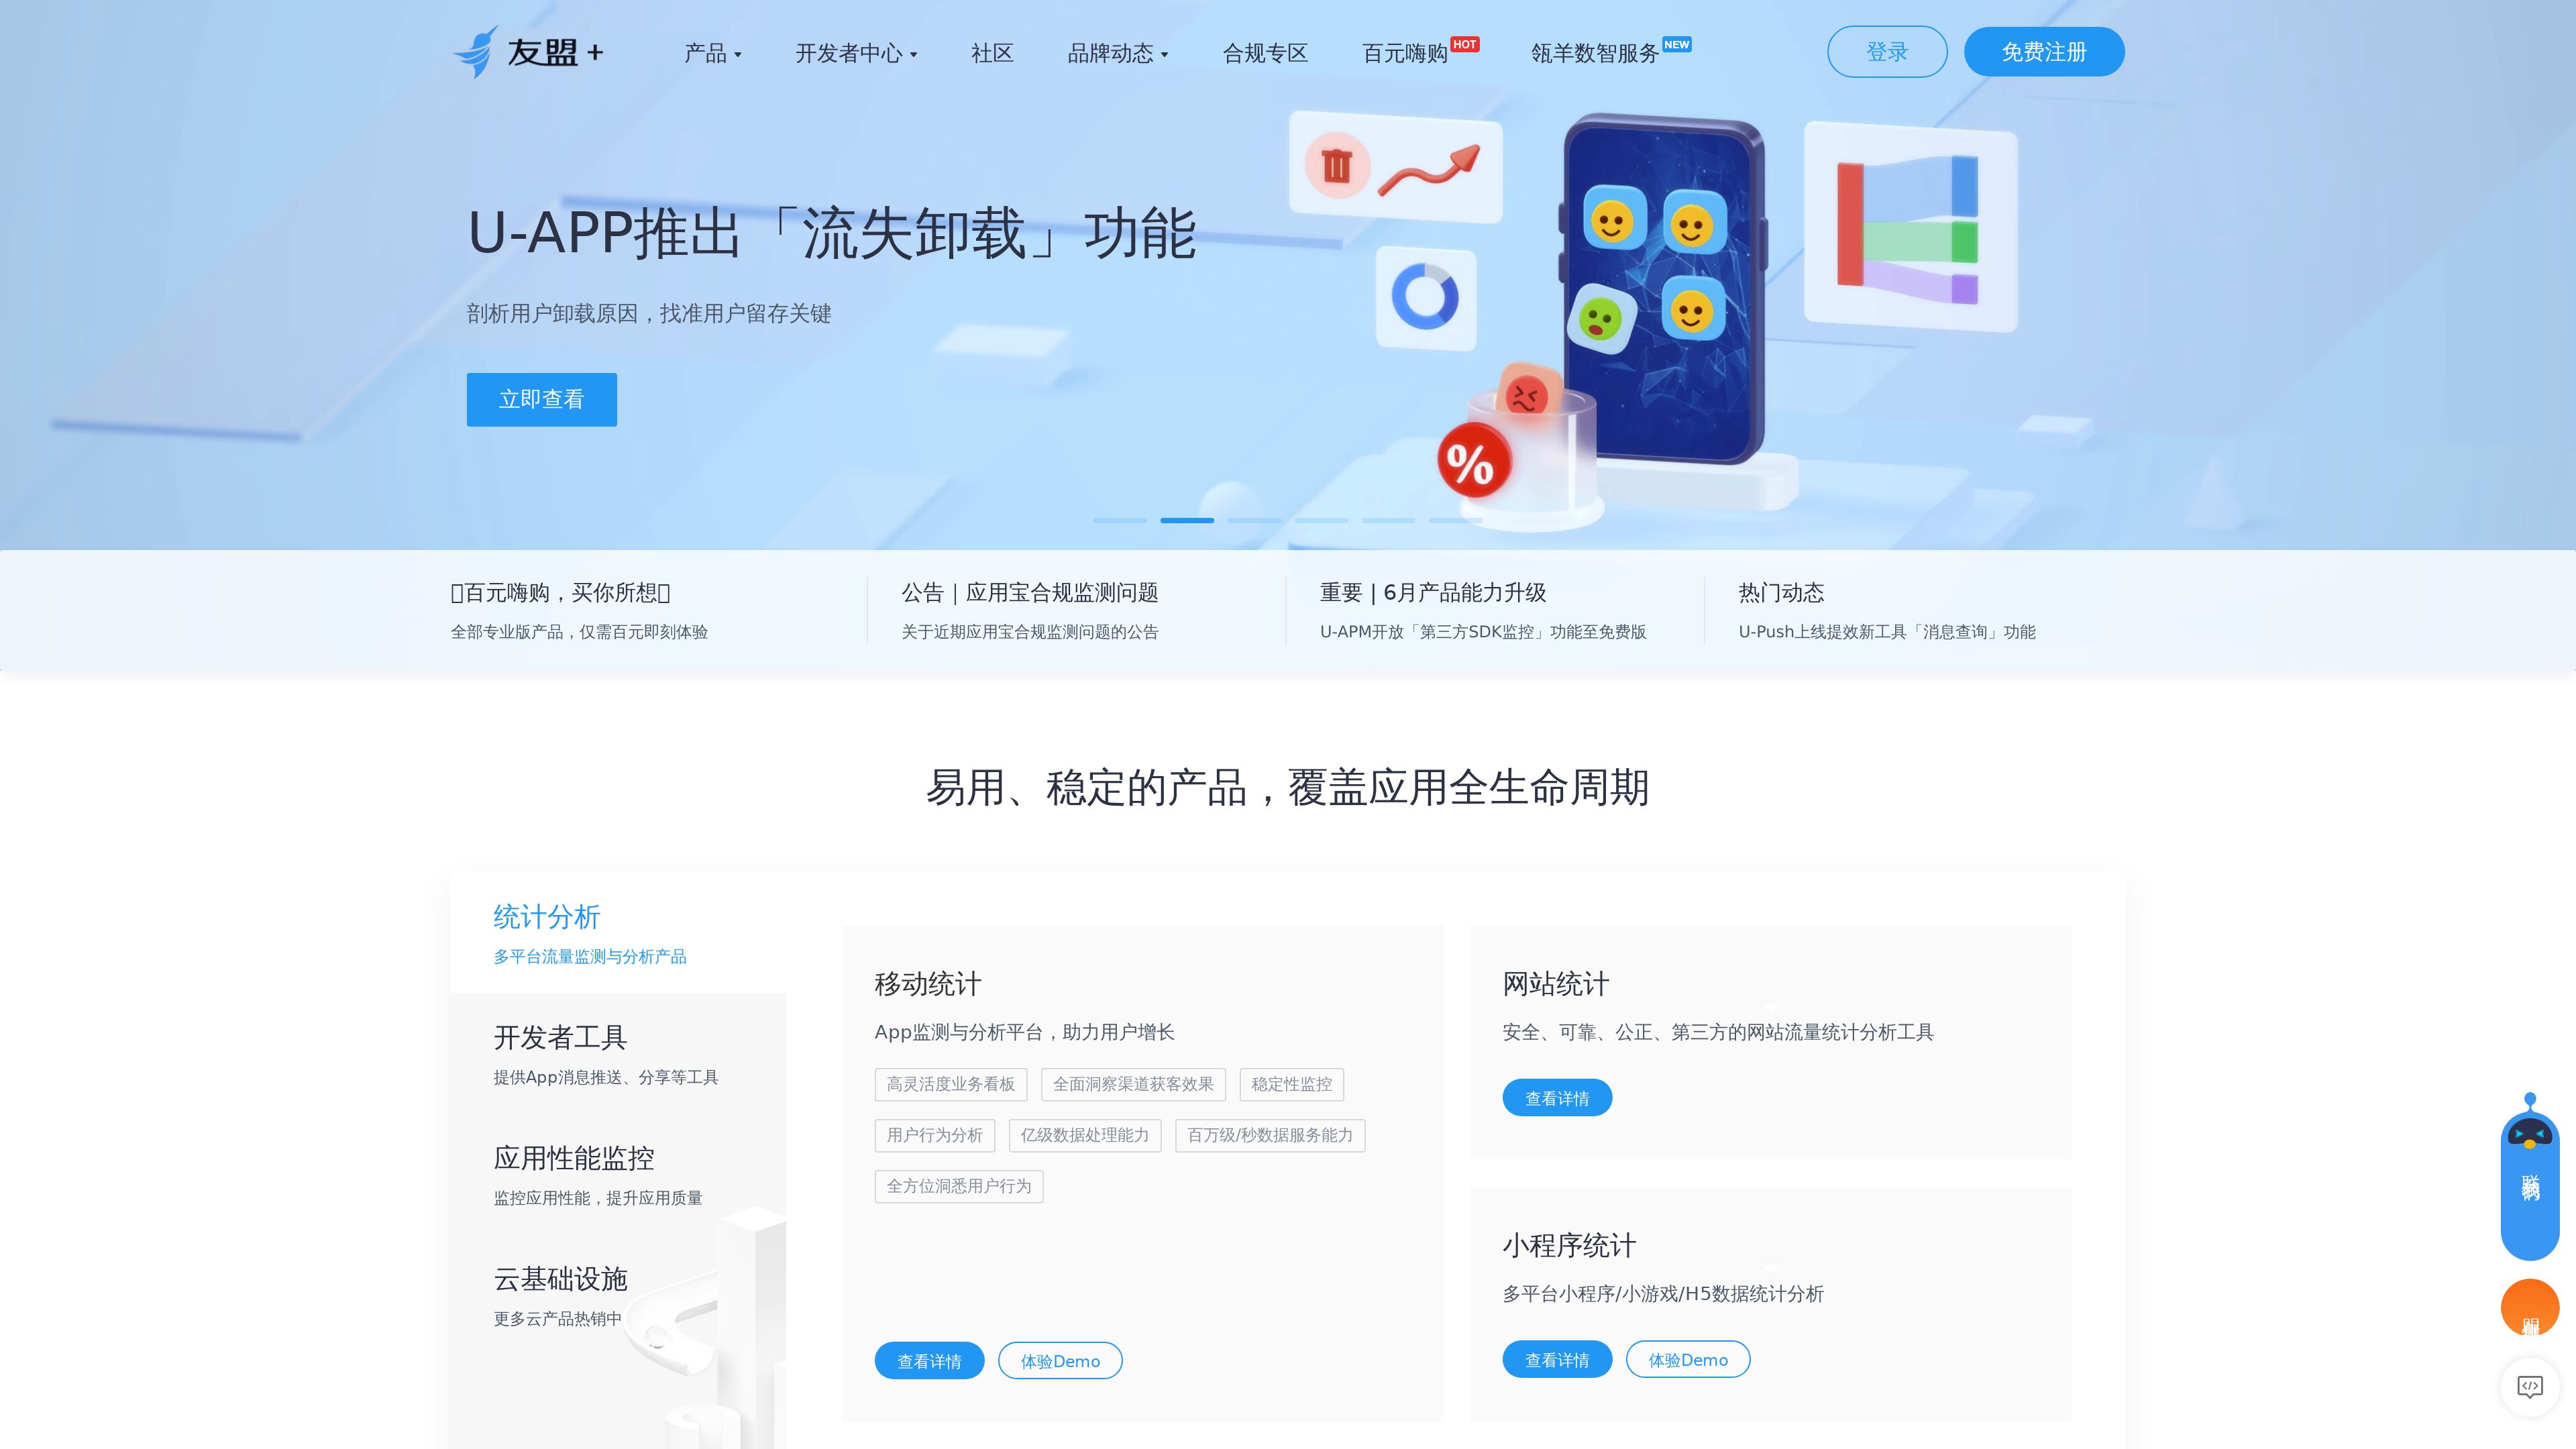 友盟+
产品
开发者中心
社区
品牌动态
合规专区
百元嗨购
HOT
瓴羊数智服务
NEW
登录
免费注册
U-APP推出「流失卸载」功能
剖析用户卸载原因，找准用户留存关键
立即查看
%
百元嗨购，买你所想
全部专业版产品，仅需百元即刻体验
公告｜应用宝合规监测问题
关于近期应用宝合规监测问题的公告
重要 | 6月产品能力升级
U-APM开放「第三方SDK监控」功能至免费版
热门动态
U-Push上线提效新工具「消息查询」功能
易用、稳定的产品，覆盖应用全生命周期
统计分析
多平台流量监测与分析产品
开发者工具
提供App消息推送、分享等工具
应用性能监控
监控应用性能，提升应用质量
云基础设施
更多云产品热销中
移动统计
App监测与分析平台，助力用户增长
高灵活度业务看板
全面洞察渠道获客效果
稳定性监控
用户行为分析
亿级数据处理能力
百万级/秒数据服务能力
全方位洞悉用户行为
查看详情
体验Demo
网站统计
安全、可靠、公正、第三方的网站流量统计分析工具
查看详情
小程序统计
多平台小程序/小游戏/H5数据统计分析
查看详情
体验Demo
联系我们